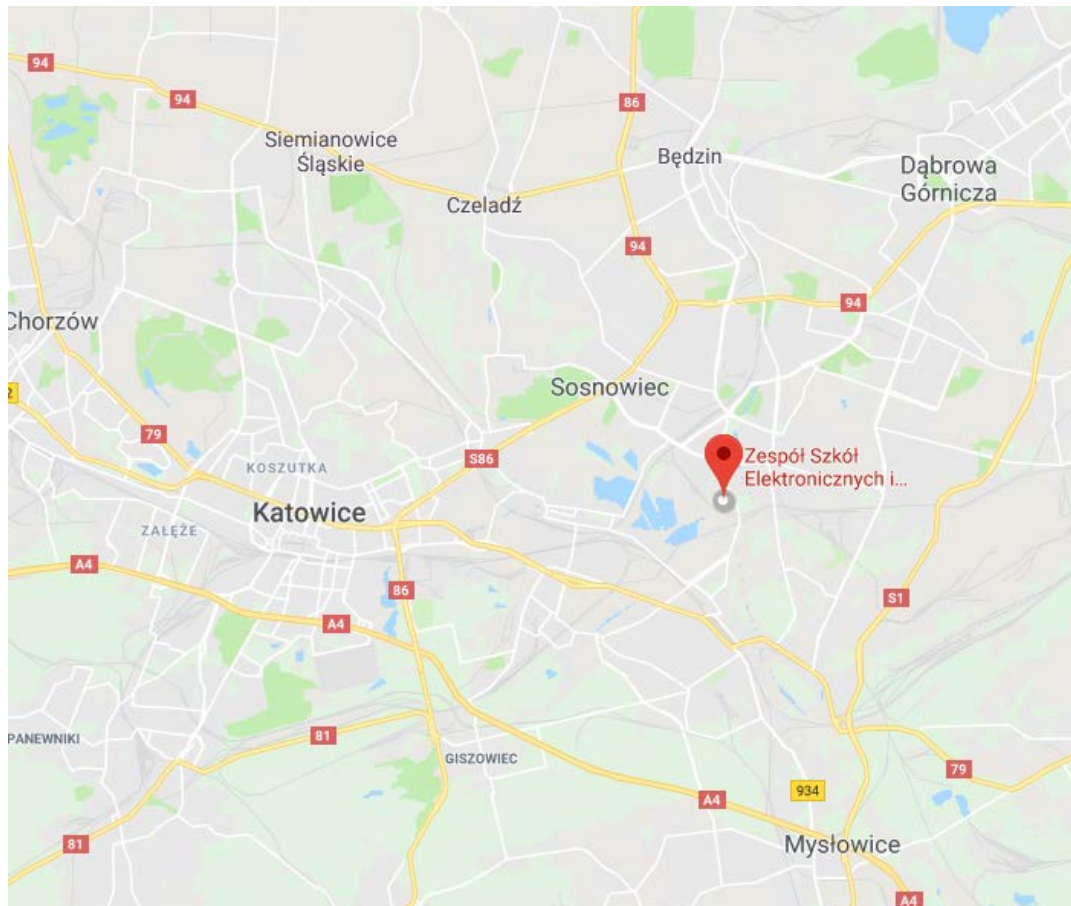 94
94
86
Siemianowice
Śląskie
Będzin
Dąbrowa
Górnicza
Czeladź
94
94
Chorzów
Sosnowiec
2
79
S86
KOSZUTKA
Zespół Szkół
Elektronicznych i...
Katowice
ZAŁĘŻE
A4
86
S1
A4
81
PANEWNIKI
GISZOWIEC
79
934
A4
81
Mysłowice
A4